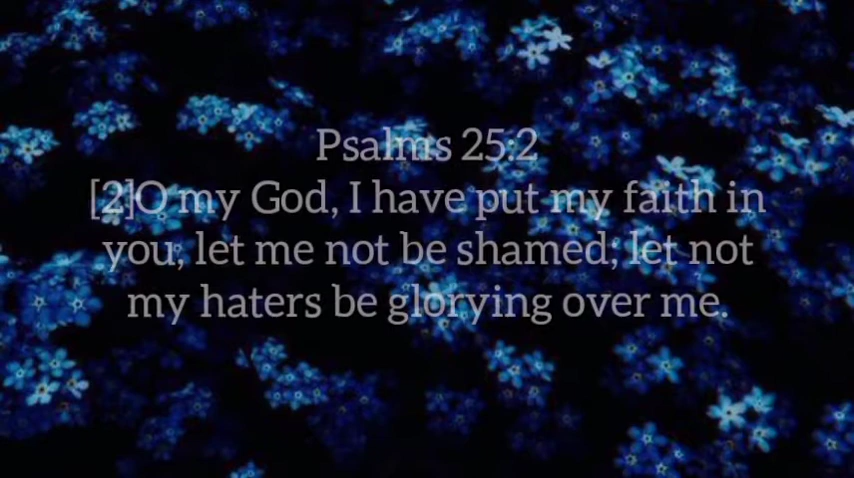 Psalms 25:2
[2]O my God, I have put my faith in
you, let me not be shamed; let not
my haters be glorying over me.